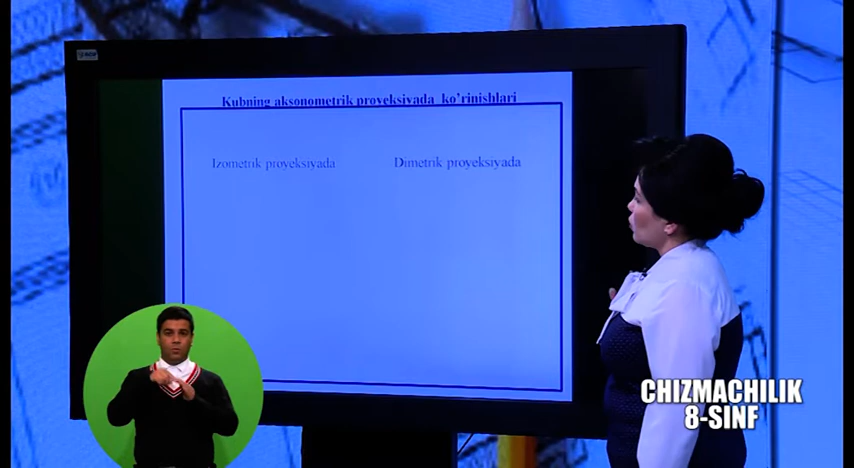 Kubning aksonometrik proyeksiyada ko'rinishlari
Izometrik proyeksiyada
Dimetrik proyeksiyada
CHIZMACHILIK
8-SINF